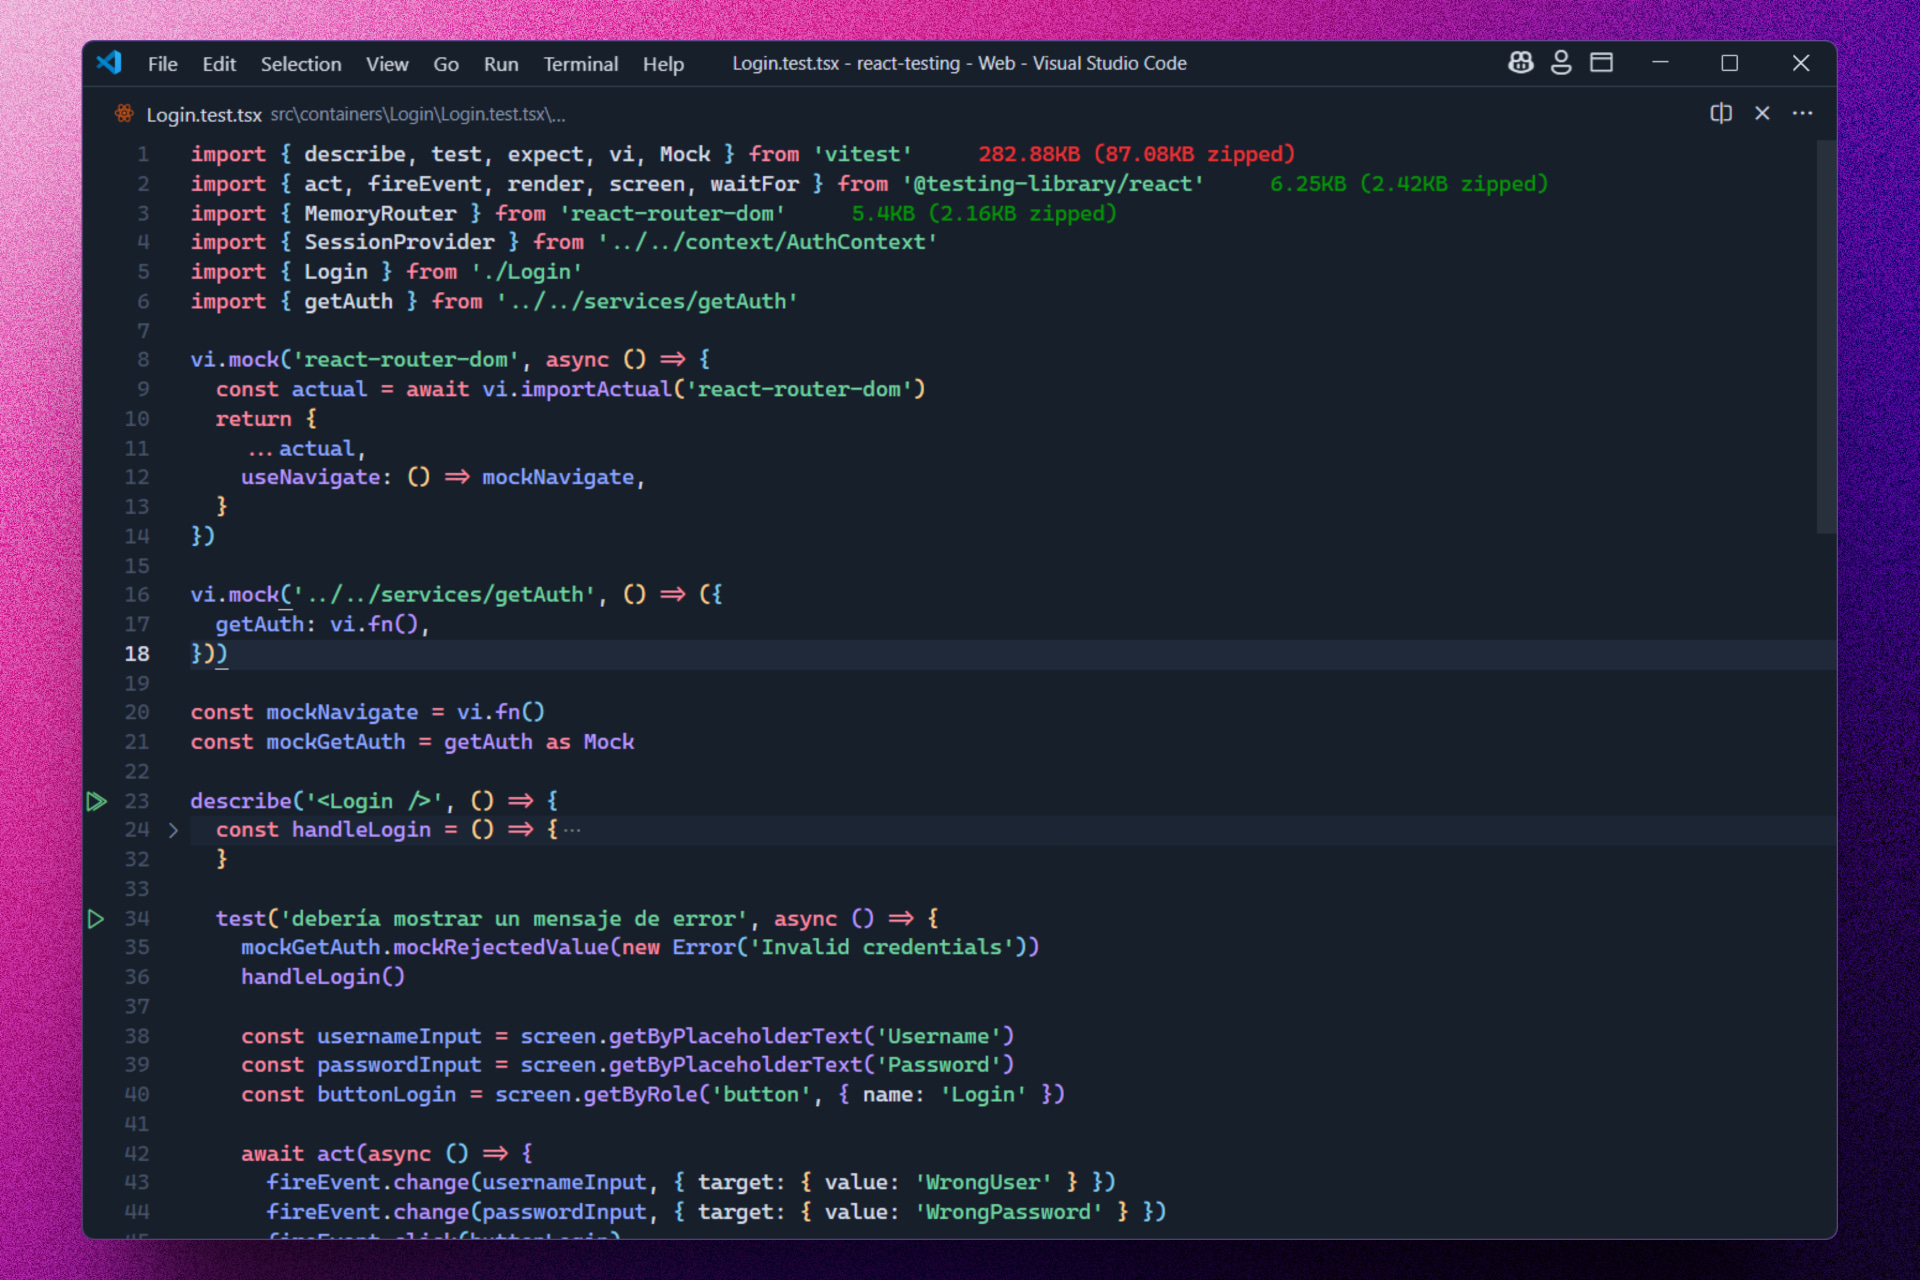 File Edit Selection View Go Run Terminal Help Login.test.tsx - react-testing - Web - Visual Studio Code
Login.test.tsx src\containers\Login\Login.test.tsx\...
1 import { describe, test, expect, vi, Mock } from 'vitest' 282.88KB (87.08KB zipped)
2 import { act, fireEvent, render, screen, waitFor } from '@testing-library/react' 6.25KB (2.42KB zipped)
3 import { MemoryRouter } from 'react-router-dom' 5.4KB (2.16KB zipped)
4 import { SessionProvider } from '../../context/AuthContext'
5 import { Login } from './Login'
6 import { getAuth } from '../../services/getAuth'
7
8 vi.mock('react-router-dom', async () => {
9 const actual = await vi.importActual('react-router-dom')
10 return {
11 ...actual,
12 useNavigate: () => mockNavigate,
13 }
14 })
15
16 vi.mock('../../services/getAuth', () => ({
17 getAuth: vi.fn(),
18 }))
19
20 const mockNavigate = vi.fn()
21 const mockGetAuth = getAuth as Mock
22
23 describe('<Login />', () => {
24 const handleLogin = () => {···
32 }
33
34 test('debería mostrar un mensaje de error', async () => {
35 mockGetAuth.mockRejectedValue(new Error('Invalid credentials'))
36 handleLogin()
37
38 const usernameInput = screen.getByPlaceholderText('Username')
39 const passwordInput = screen.getByPlaceholderText('Password')
40 const buttonLogin = screen.getByRole('button', { name: 'Login' })
41
42 await act(async () => {
43 fireEvent.change(usernameInput, { target: { value: 'WrongUser' } })
44 fireEvent.change(passwordInput, { target: { value: 'WrongPassword' } })
45 fireEvent.click(buttonLogin)